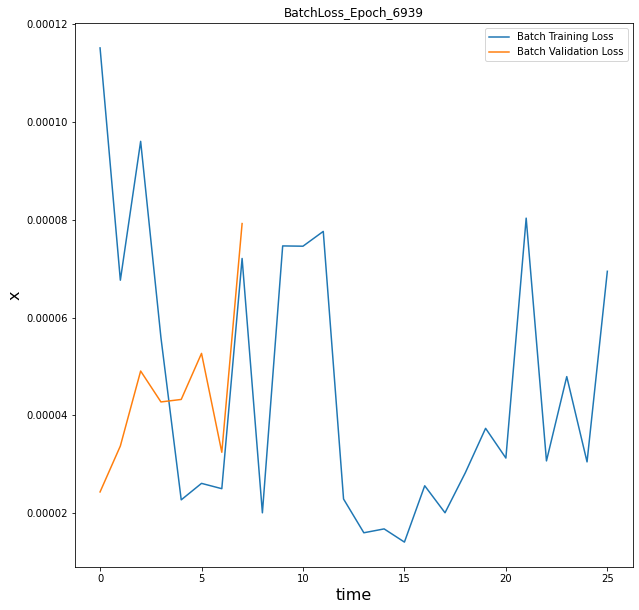 BatchLoss_Epoch_6939
Batch Training Loss
Batch Validation Loss
0.00012
0.00010
0.00008
0.00006
0.00004
0.00002
x
0 5 10 15 20 25
time